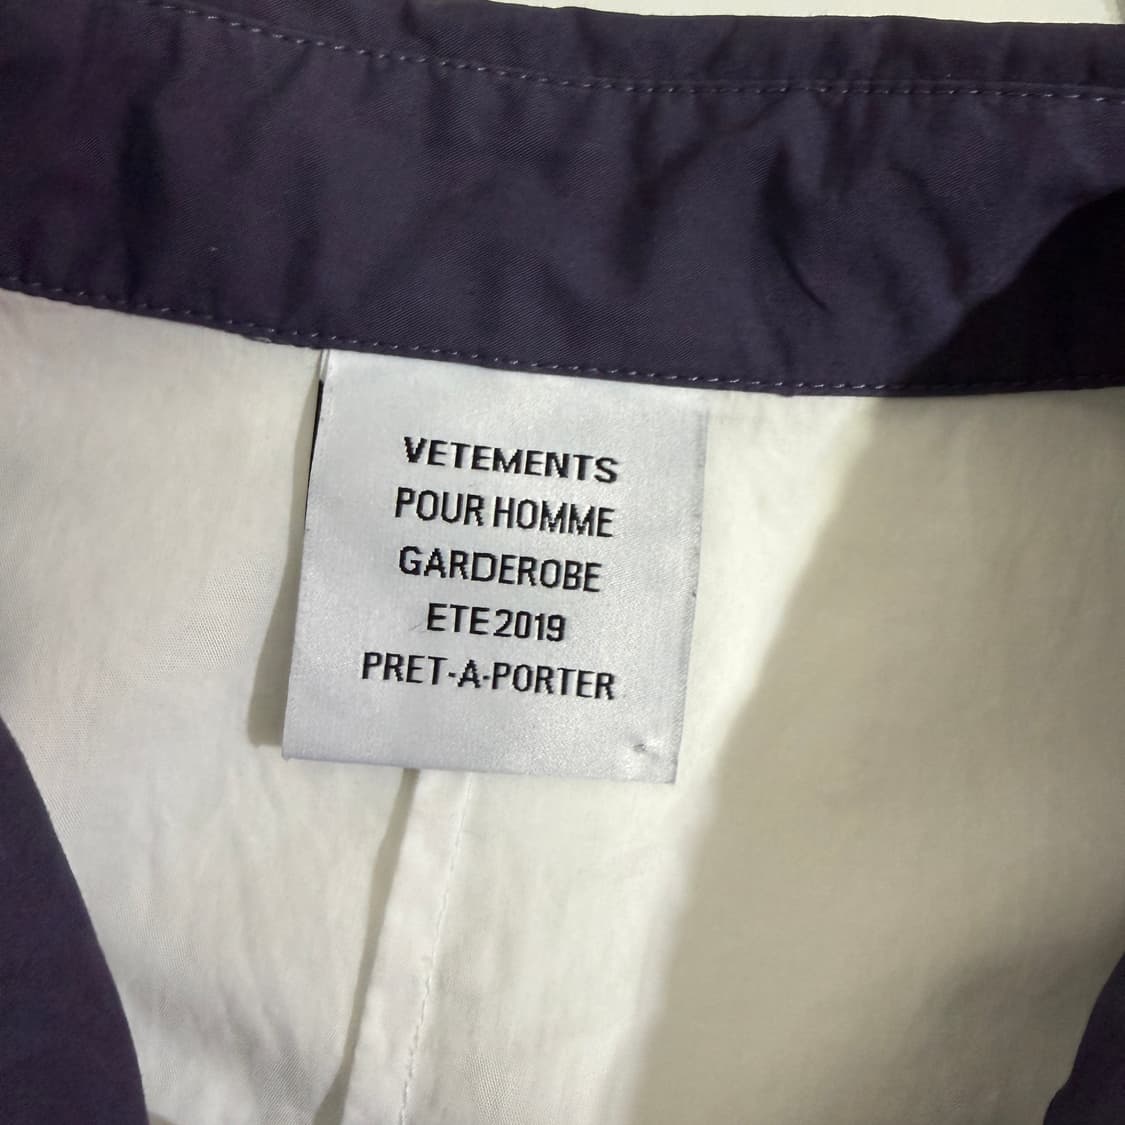 VETEMENTS
POUR HOMME
GARDEROBE
ETE 2019
PRET-A-PORTER